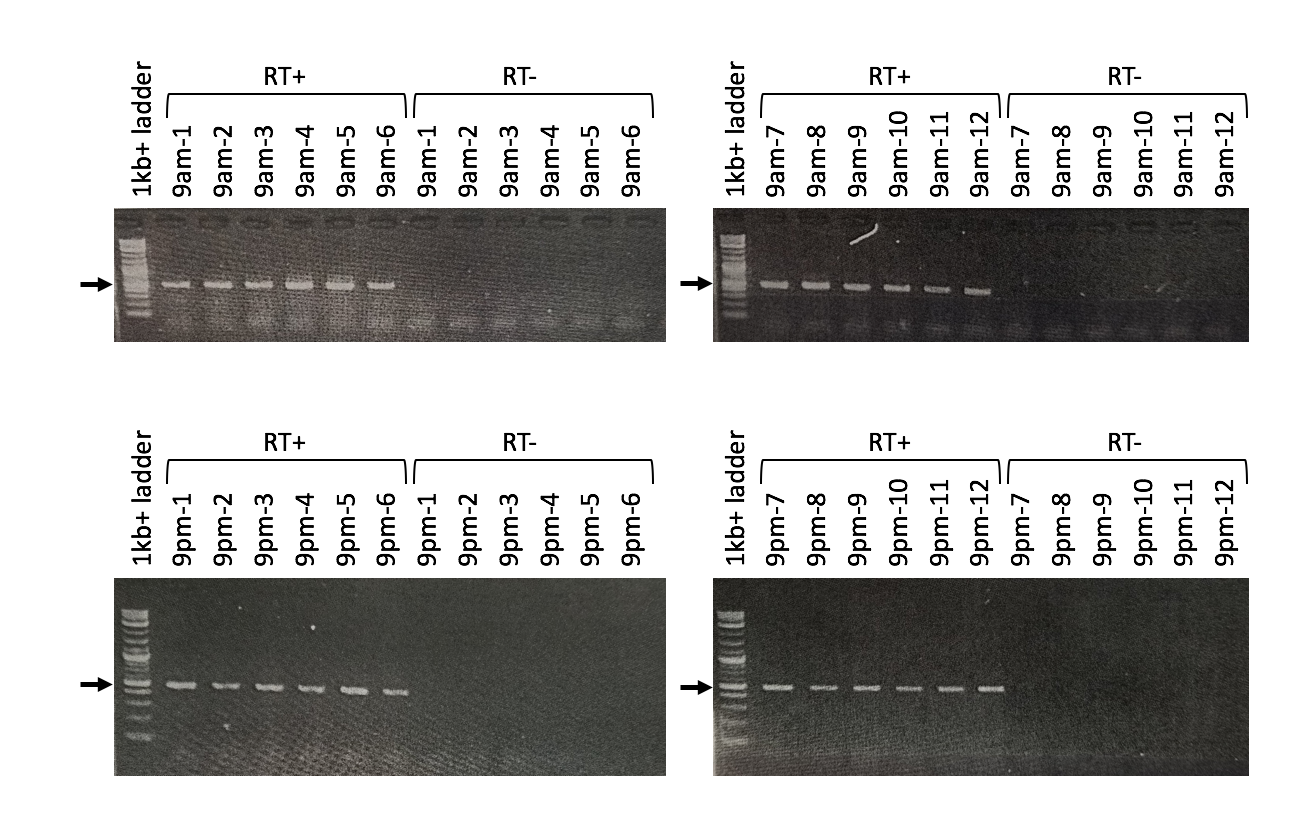 1kb+ ladder
RT+
RT-
9am-1
9am-2
9am-3
9am-4
9am-5
9am-6
9am-1
9am-2
9am-3
9am-4
9am-5
9am-6
1kb+ ladder
RT+
RT-
9am-7
9am-8
9am-9
9am-10
9am-11
9am-12
9am-7
9am-8
9am-9
9am-10
9am-11
9am-12
1kb+ ladder
RT+
RT-
9pm-1
9pm-2
9pm-3
9pm-4
9pm-5
9pm-6
9pm-1
9pm-2
9pm-3
9pm-4
9pm-5
9pm-6
1kb+ ladder
RT+
RT-
9pm-7
9pm-8
9pm-9
9pm-10
9pm-11
9pm-12
9pm-7
9pm-8
9pm-9
9pm-10
9pm-11
9pm-12